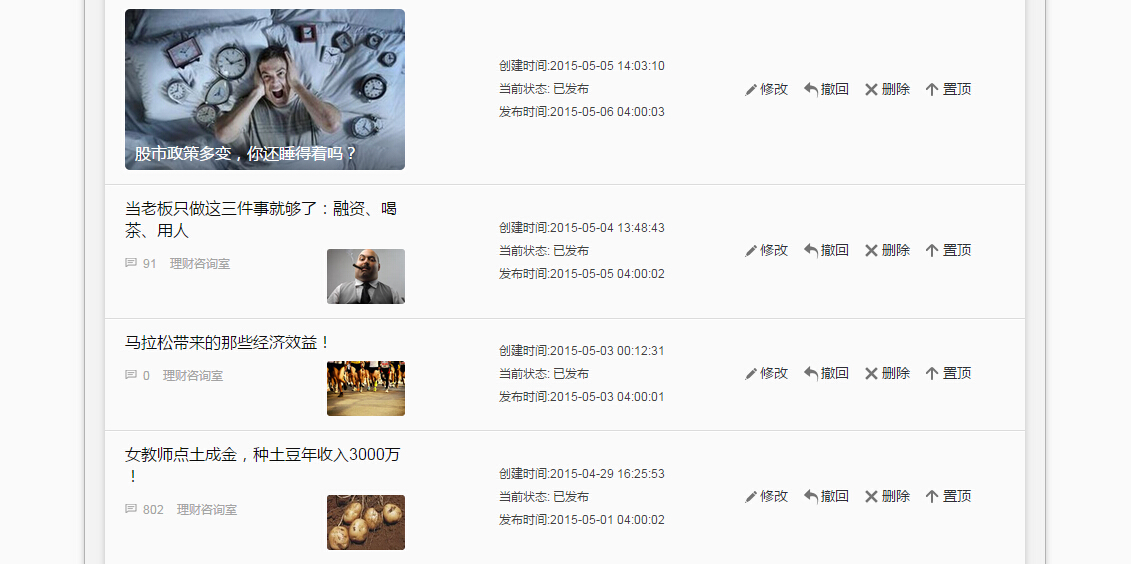 股市政策多变，你还睡得着吗？
创建时间:2015-05-05 14:03:10
当前状态: 已发布
发布时间:2015-05-06 04:00:03
修改 撤回 删除 置顶
当老板只做这三件事就够了：融资、喝
茶、用人
91 理财咨询室
创建时间:2015-05-04 13:48:43
当前状态: 已发布
发布时间:2015-05-05 04:00:02
修改 撤回 删除 置顶
马拉松带来的那些经济效益！
0 理财咨询室
创建时间:2015-05-03 00:12:31
当前状态: 已发布
发布时间:2015-05-03 04:00:01
修改 撤回 删除 置顶
女教师点土成金，种土豆年收入3000万
！
802 理财咨询室
创建时间:2015-04-29 16:25:53
当前状态: 已发布
发布时间:2015-05-01 04:00:02
修改 撤回 删除 置顶